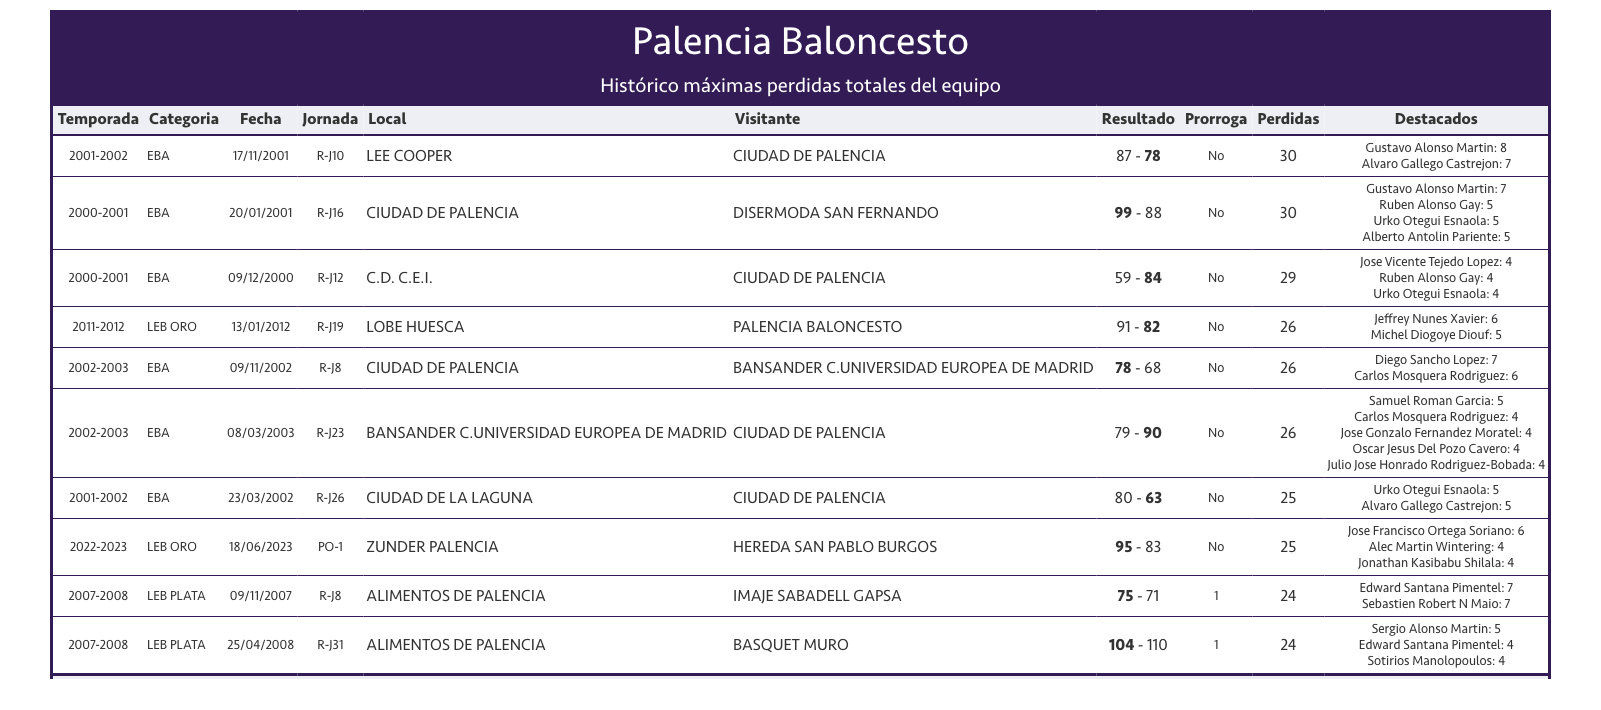 Palencia Baloncesto
Histórico máximas perdidas totales del equipo
Temporada Categoria Fecha Jornada Local Visitante Resultado Prorroga Perdidas Destacados
2001-2002 EBA 17/11/2001 R-J10 LEE COOPER CIUDAD DE PALENCIA 87 - 78 No 30 Gustavo Alonso Martin: 8
Alvaro Gallego Castrejon: 7
2000-2001 EBA 20/01/2001 R-J16 CIUDAD DE PALENCIA DISERMODA SAN FERNANDO 99 - 88 No 30 Gustavo Alonso Martin: 7
Ruben Alonso Gay: 5
Urko Otegui Esnaola: 5
Alberto Antolin Pariente: 5
2000-2001 EBA 09/12/2000 R-J12 C.D. C.E.I. CIUDAD DE PALENCIA 59 - 84 No 29 Jose Vicente Tejedo Lopez: 4
Ruben Alonso Gay: 4
Urko Otegui Esnaola: 4
2011-2012 LEB ORO 13/01/2012 R-J19 LOBE HUESCA PALENCIA BALONCESTO 91 - 82 No 26 Jeffrey Nunes Xavier: 6
Michel Diogoye Diouf: 5
2002-2003 EBA 09/11/2002 R-J8 CIUDAD DE PALENCIA BANSANDER C.UNIVERSIDAD EUROPEA DE MADRID 78 - 68 No 26 Diego Sancho Lopez: 7
Carlos Mosquera Rodriguez: 6
2002-2003 EBA 08/03/2003 R-J23 BANSANDER C.UNIVERSIDAD EUROPEA DE MADRID CIUDAD DE PALENCIA 79 - 90 No 26 Samuel Roman Garcia: 5
Carlos Mosquera Rodriguez: 4
Jose Gonzalo Fernandez Moratel: 4
Oscar Jesus Del Pozo Cavero: 4
Julio Jose Honrado Rodriguez-Bobada: 4
2001-2002 EBA 23/03/2002 R-J26 CIUDAD DE LA LAGUNA CIUDAD DE PALENCIA 80 - 63 No 25 Urko Otegui Esnaola: 5
Alvaro Gallego Castrejon: 5
2022-2023 LEB ORO 18/06/2023 PO-1 ZUNDER PALENCIA HEREDA SAN PABLO BURGOS 95 - 83 No 25 Jose Francisco Ortega Soriano: 6
Alec Martin Wintering: 4
Jonathan Kasibabu Shilala: 4
2007-2008 LEB PLATA 09/11/2007 R-J8 ALIMENTOS DE PALENCIA IMAJE SABADELL GAPSA 75 - 71 1 24 Edward Santana Pimentel: 7
Sebastien Robert N Maio: 7
2007-2008 LEB PLATA 25/04/2008 R-J31 ALIMENTOS DE PALENCIA BASQUET MURO 104 - 110 1 24 Sergio Alonso Martin: 5
Edward Santana Pimentel: 4
Sotirios Manolopoulos: 4